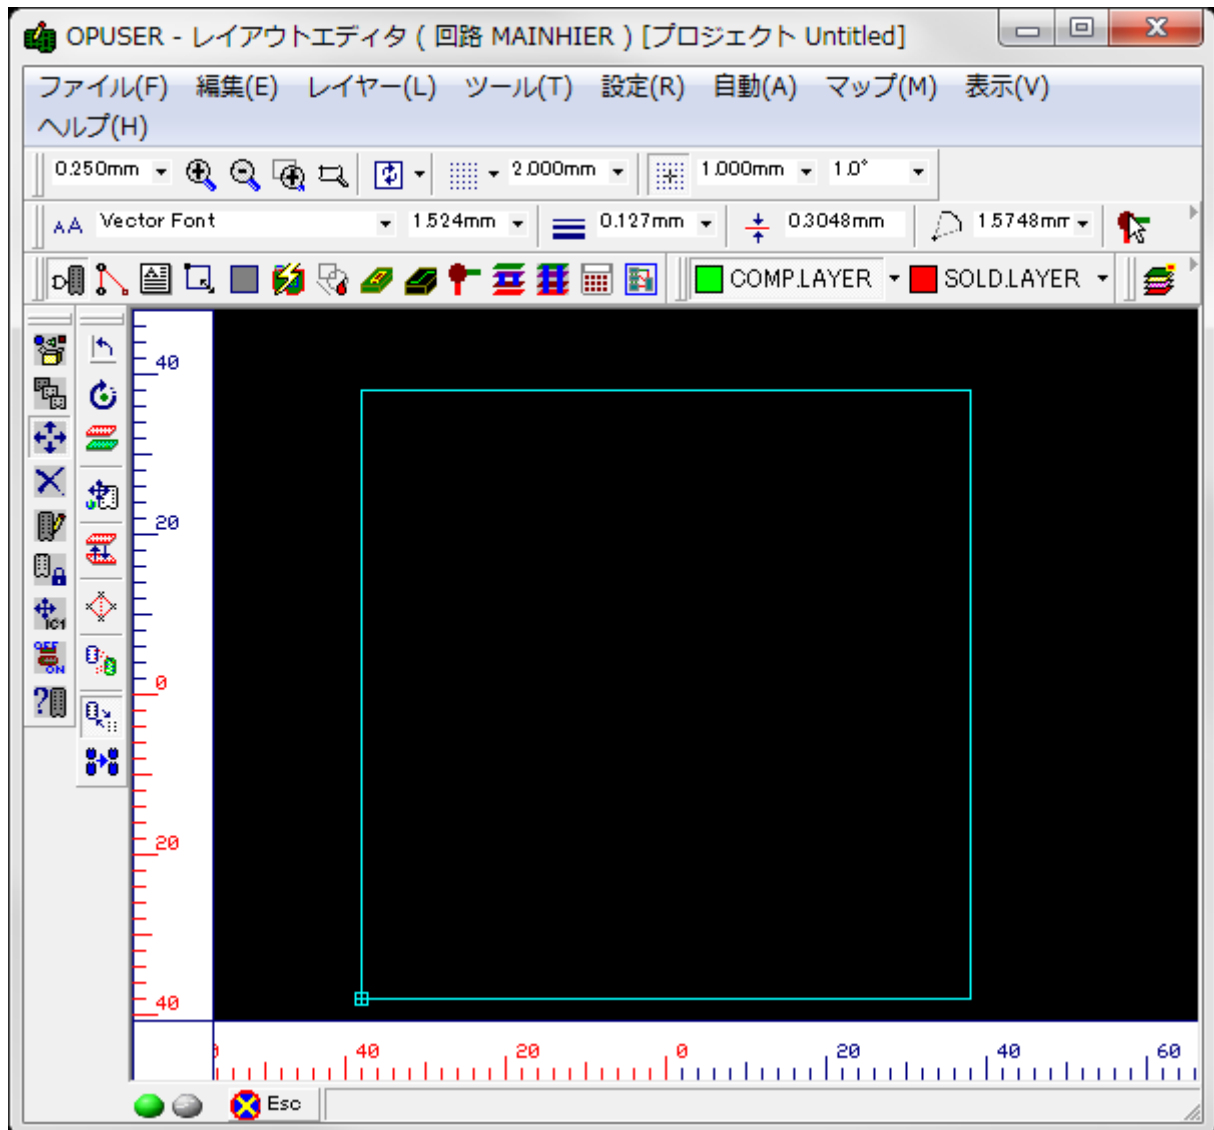 OPUSER - レイアウトエディタ ( 回路 MAINHIER ) [プロジェクト Untitled]
ファイル(F) 編集(E) レイヤー(L) ツール(T) 設定(R) 自動(A) マップ(M) 表示(V)
ヘルプ(H)
0.250mm 2.000mm 1.000mm 1.0°
AA Vector Font 1.524mm 0.127mm 0.3048mm 1.5748mm
D COMP.LAYER SOLD.LAYER
40
20
0
20
40
OFF
ON
IC1
40 20 0 20 40 60
Esc